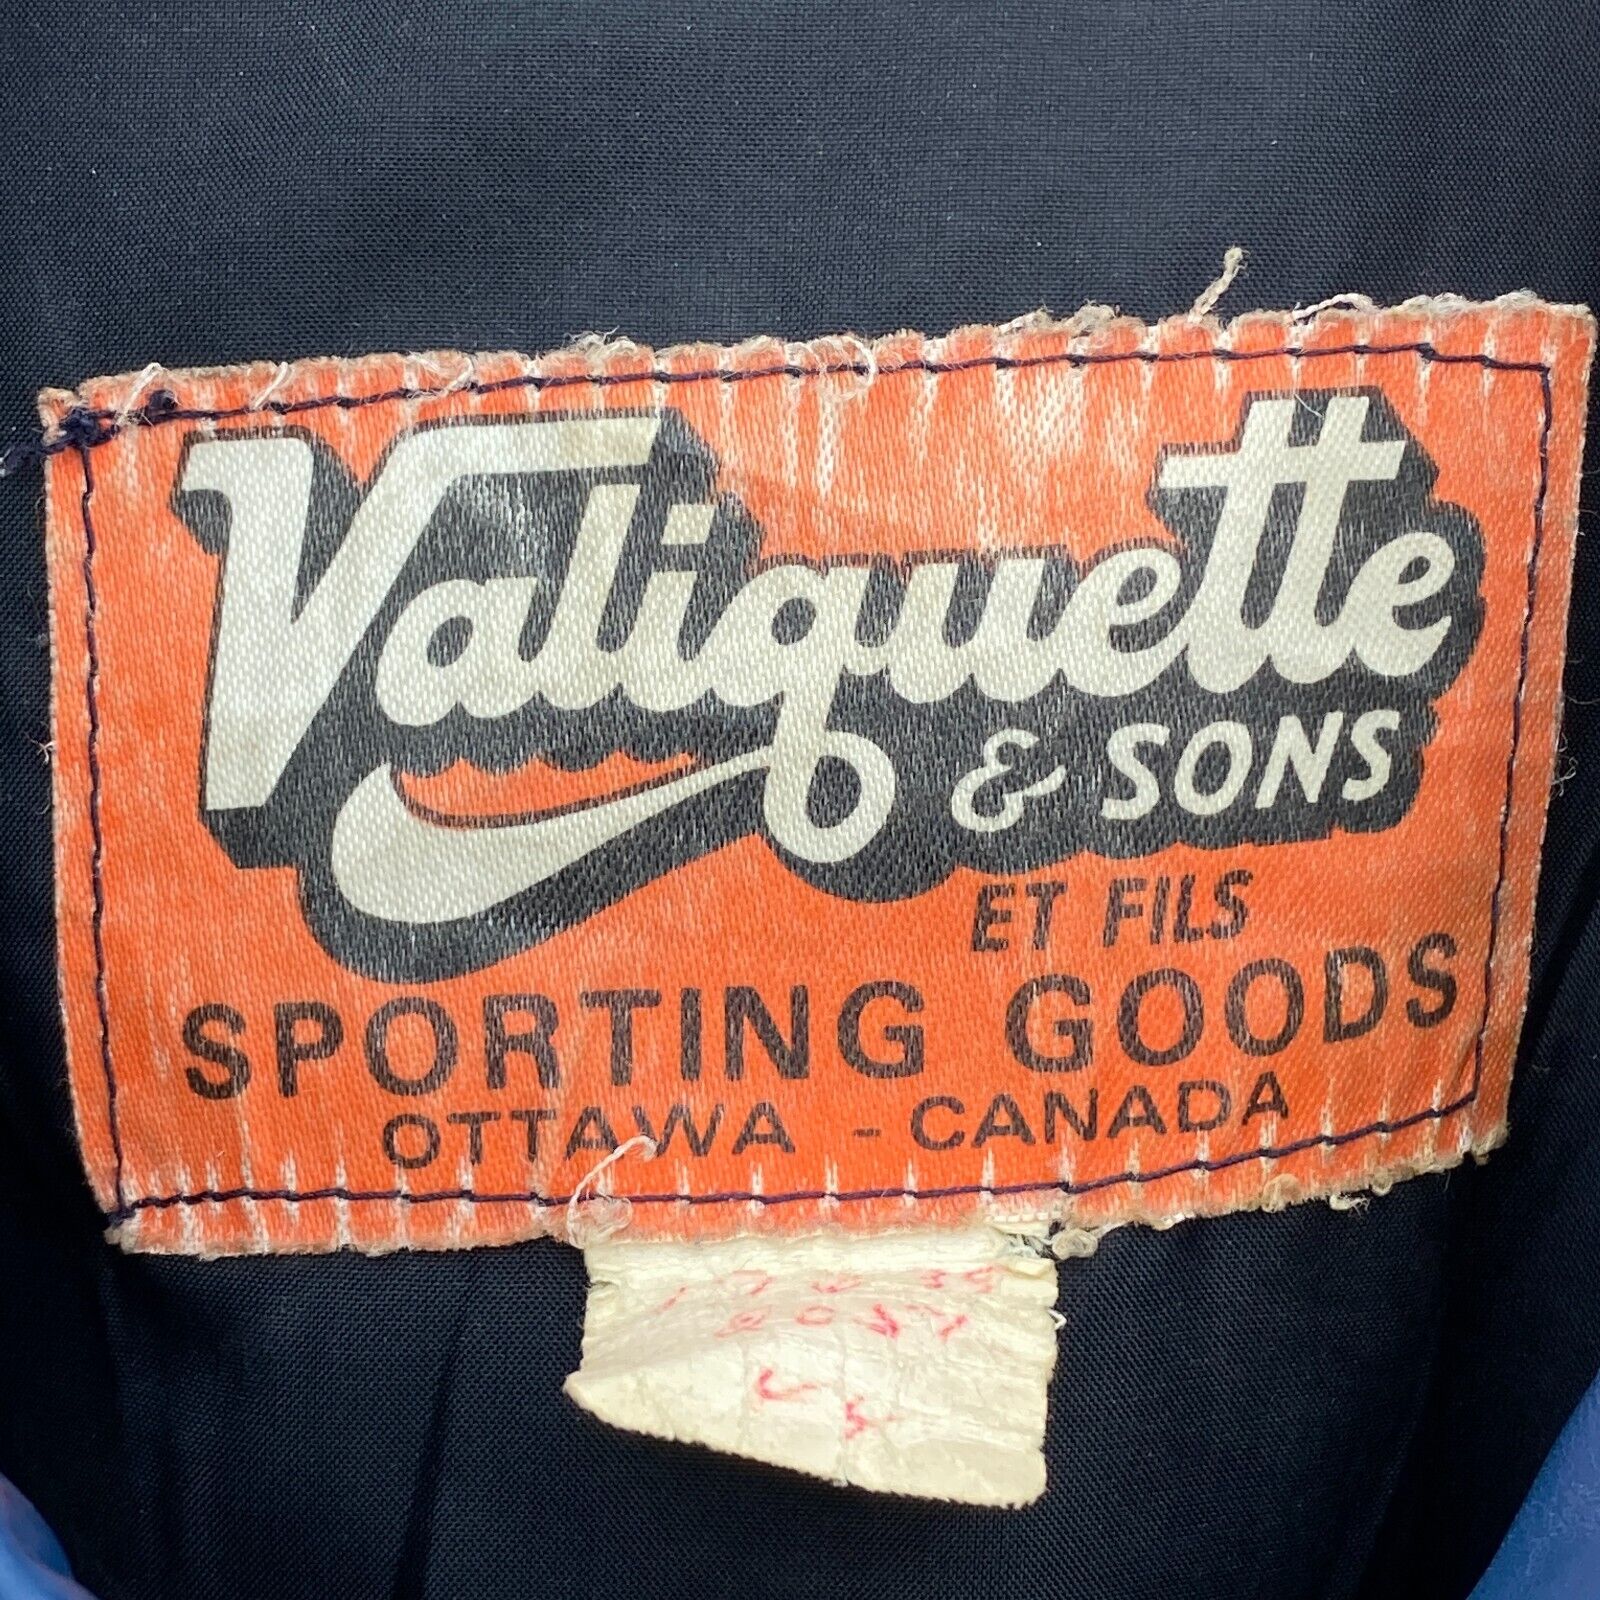 Valiquette
& SONS
ET FILS
SPORTING GOODS
OTTAWA - CANADA